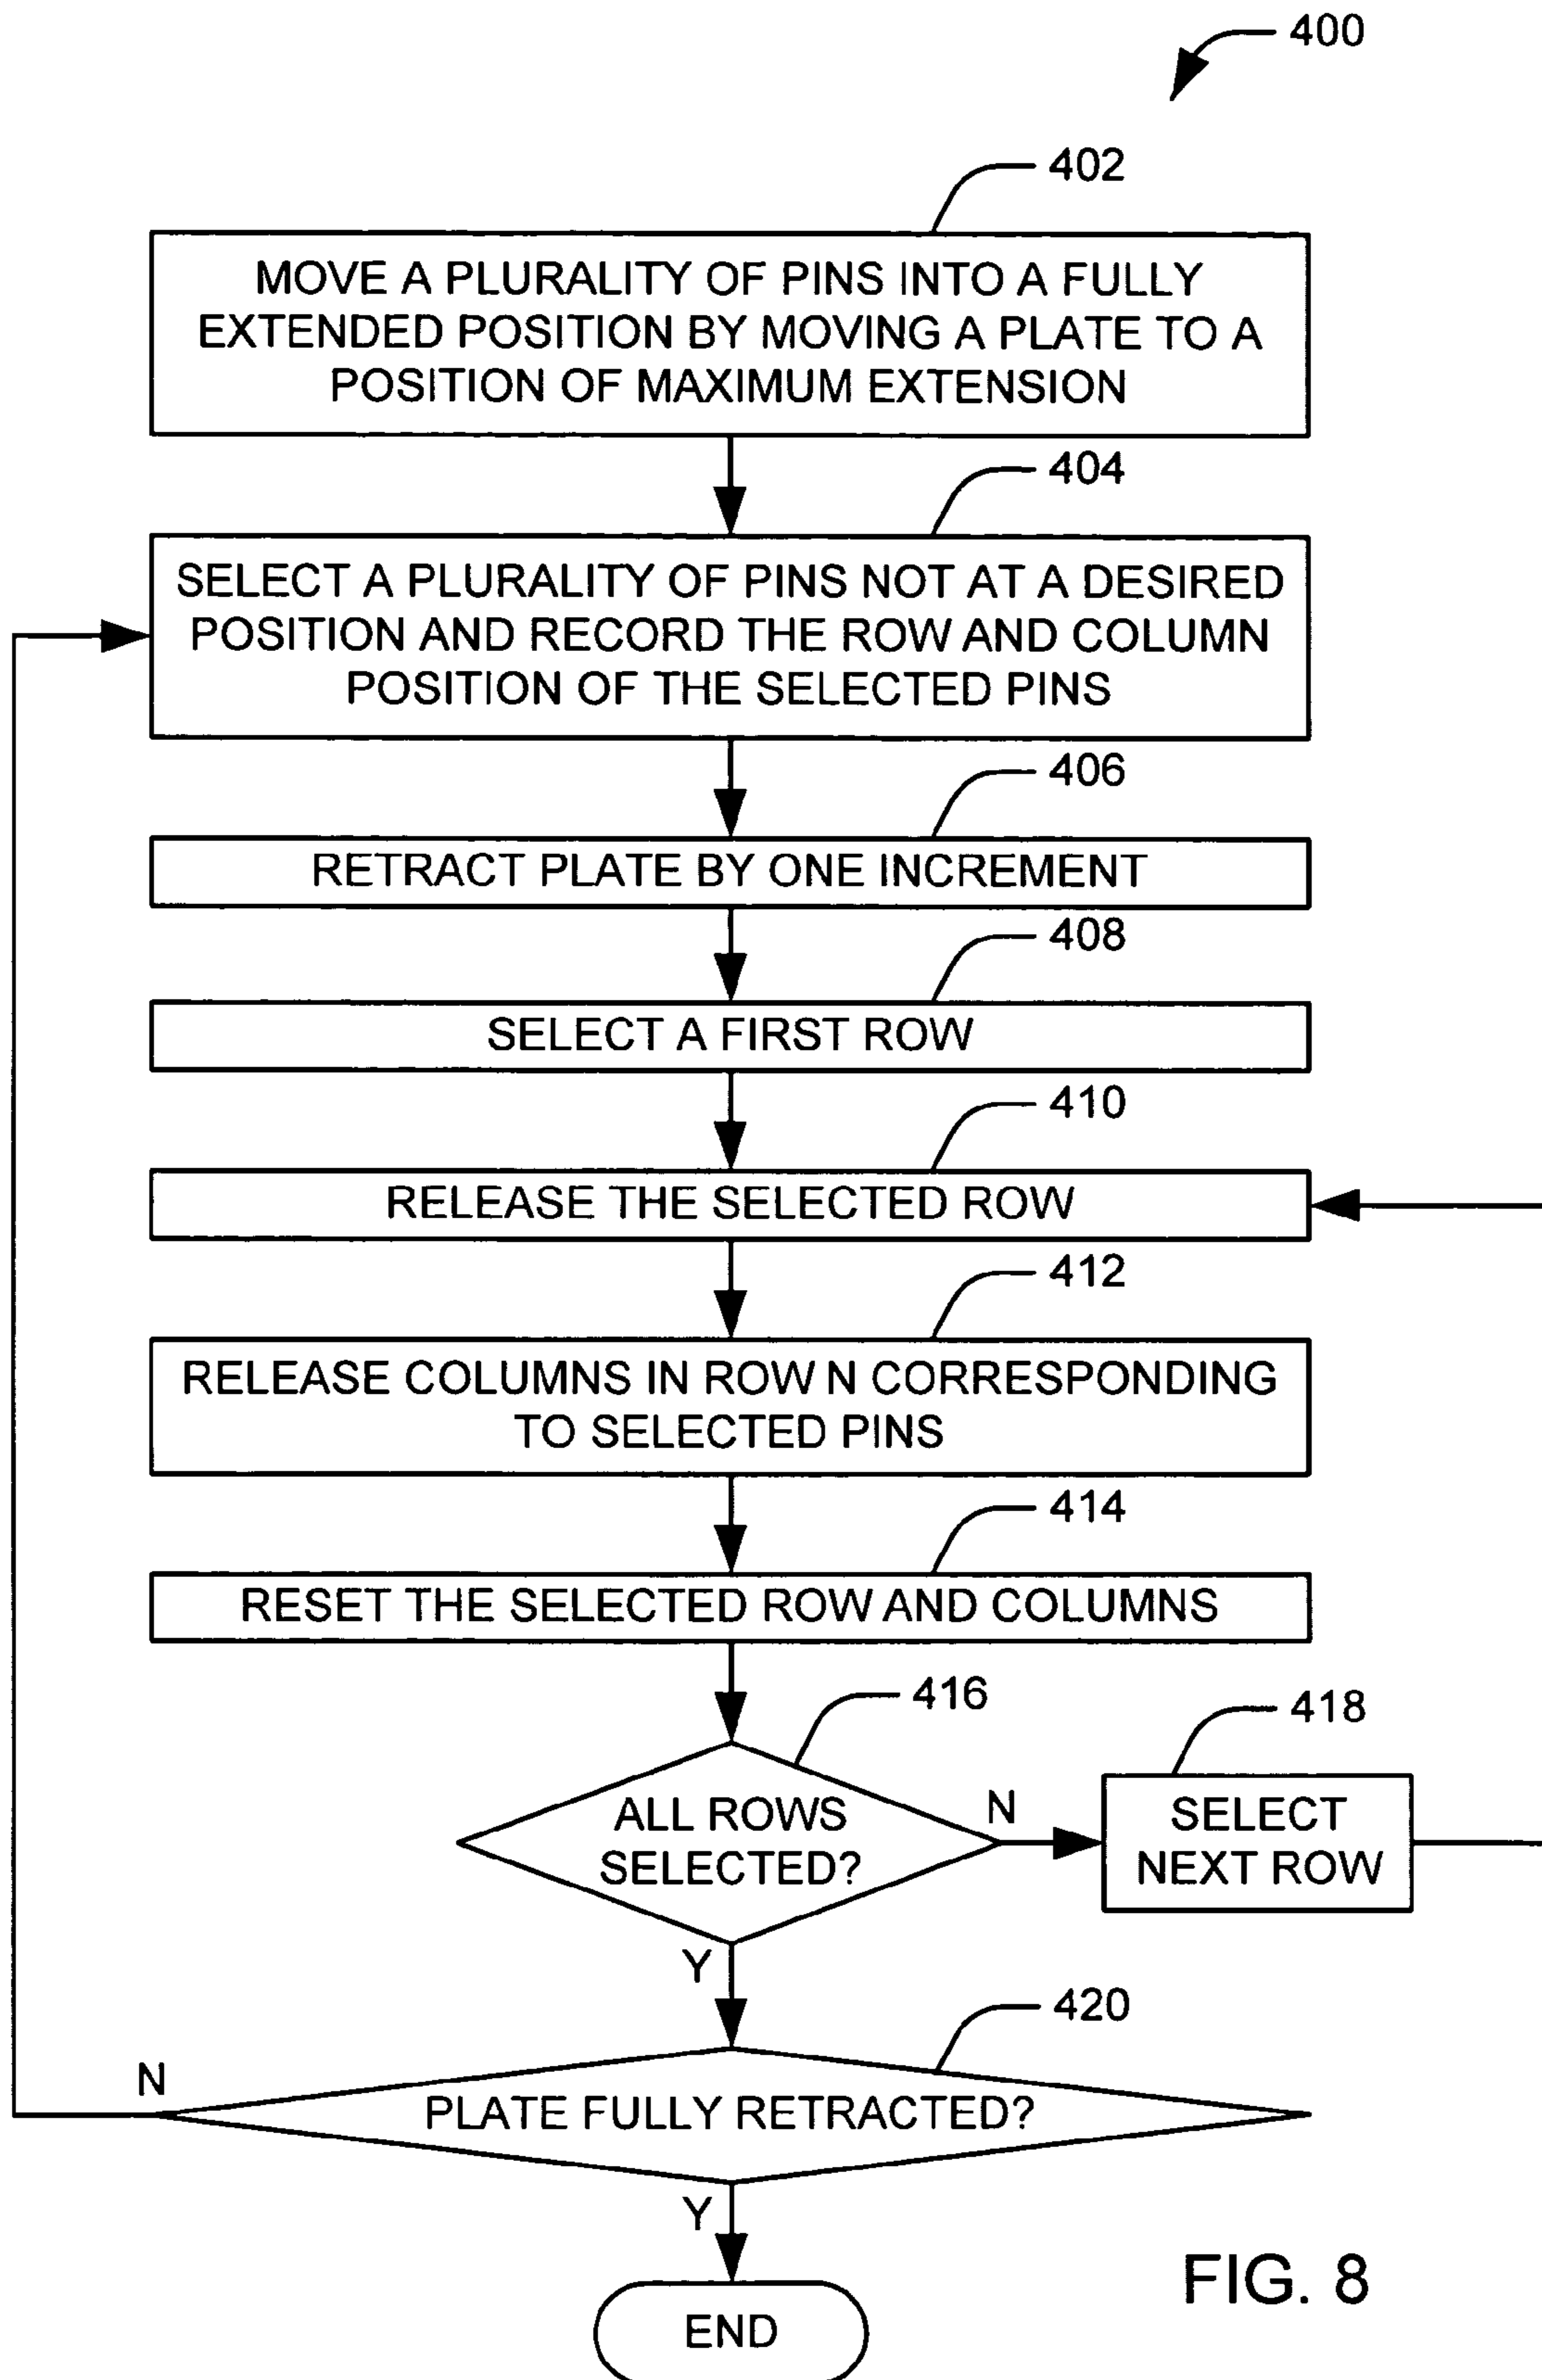 400
402
MOVE A PLURALITY OF PINS INTO A FULLY
EXTENDED POSITION BY MOVING A PLATE TO A
POSITION OF MAXIMUM EXTENSION
404
SELECT A PLURALITY OF PINS NOT AT A DESIRED
POSITION AND RECORD THE ROW AND COLUMN
POSITION OF THE SELECTED PINS
406
RETRACT PLATE BY ONE INCREMENT
408
SELECT A FIRST ROW
410
RELEASE THE SELECTED ROW
412
RELEASE COLUMNS IN ROW N CORRESPONDING
TO SELECTED PINS
414
RESET THE SELECTED ROW AND COLUMNS
416
ALL ROWS
SELECTED?
N
418
SELECT
NEXT ROW
Y
420
N
PLATE FULLY RETRACTED?
Y
END
FIG. 8